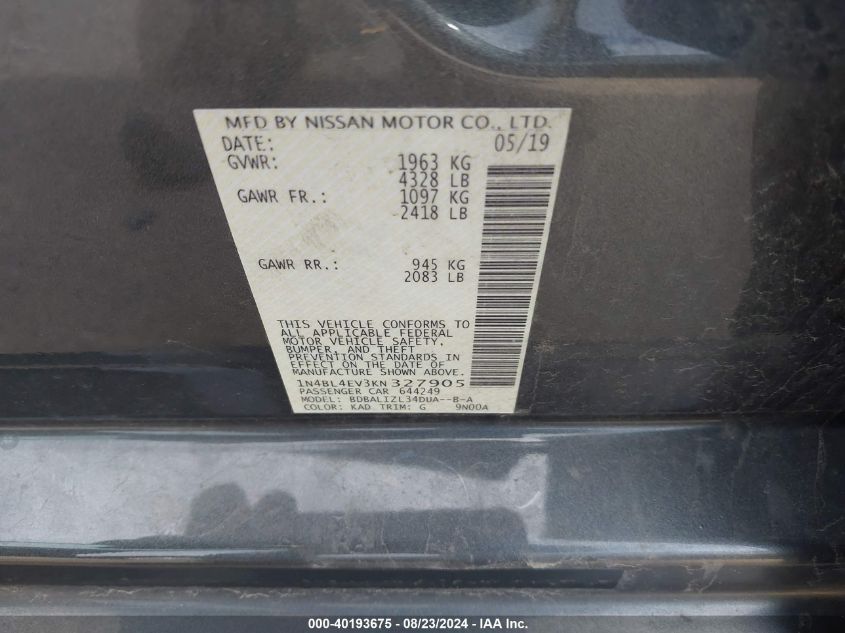 MFD BY NISSAN MOTOR CO., LTD.
DATE: 05/19
GVWR: 1963 KG
4328 LB
GAWR FR.: 1097 KG
2418 LB
GAWR RR.: 945 KG
2083 LB
THIS VEHICLE CONFORMS TO
ALL APPLICABLE FEDERAL
MOTOR VEHICLE SAFETY,
BUMPER, AND THEFT
PREVENTION STANDARDS IN
EFFECT ON THE DATE OF
MANUFACTURE SHOWN ABOVE.
1N4BL4EV3KN327905
PASSENGER CAR 644249
MODEL: BDBALIZL34DUA--B-A
COLOR: KAD TRIM: G 9N00A
000-40193675 - 08/23/2024 - IAA Inc.